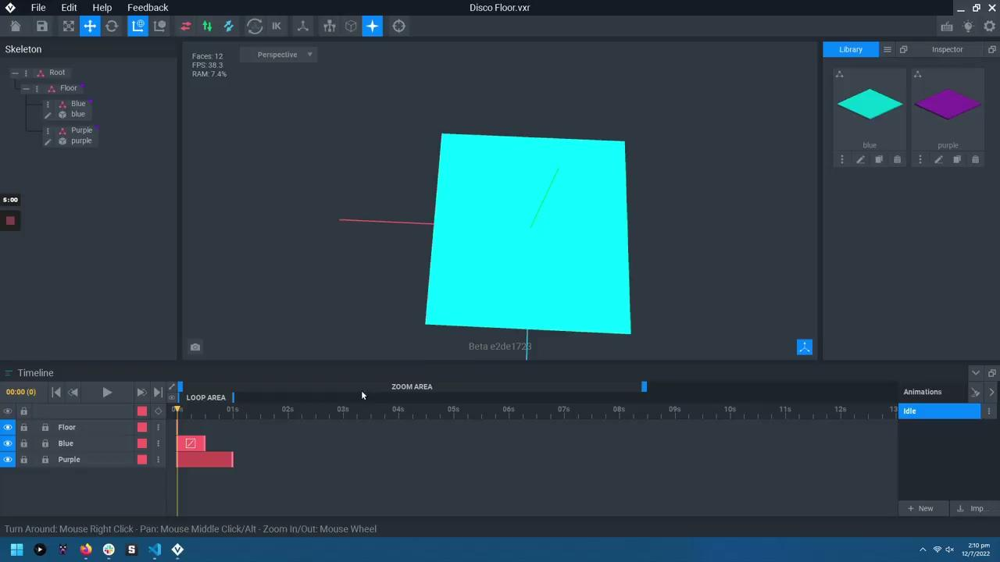 File Edit Help Feedback Disco Floor.vxr
IK
Skeleton
Root
Floor
Blue
blue
Purple
purple
5:00
Faces: 12
FPS: 38.3
RAM: 7.4%
Perspective
Beta e2de1723
Library Inspector
blue purple
Timeline
00:00 (0)
ZOOM AREA
LOOP AREA
01s 02s 03s 04s 05s 06s 07s 08s 09s 10s 11s 12s 13
Floor
Blue
Purple
Animations
Idle
New Imp...
Turn Around: Mouse Right Click - Pan: Mouse Middle Click/Alt - Zoom In/Out: Mouse Wheel
S
2:10 pm
12/7/2022